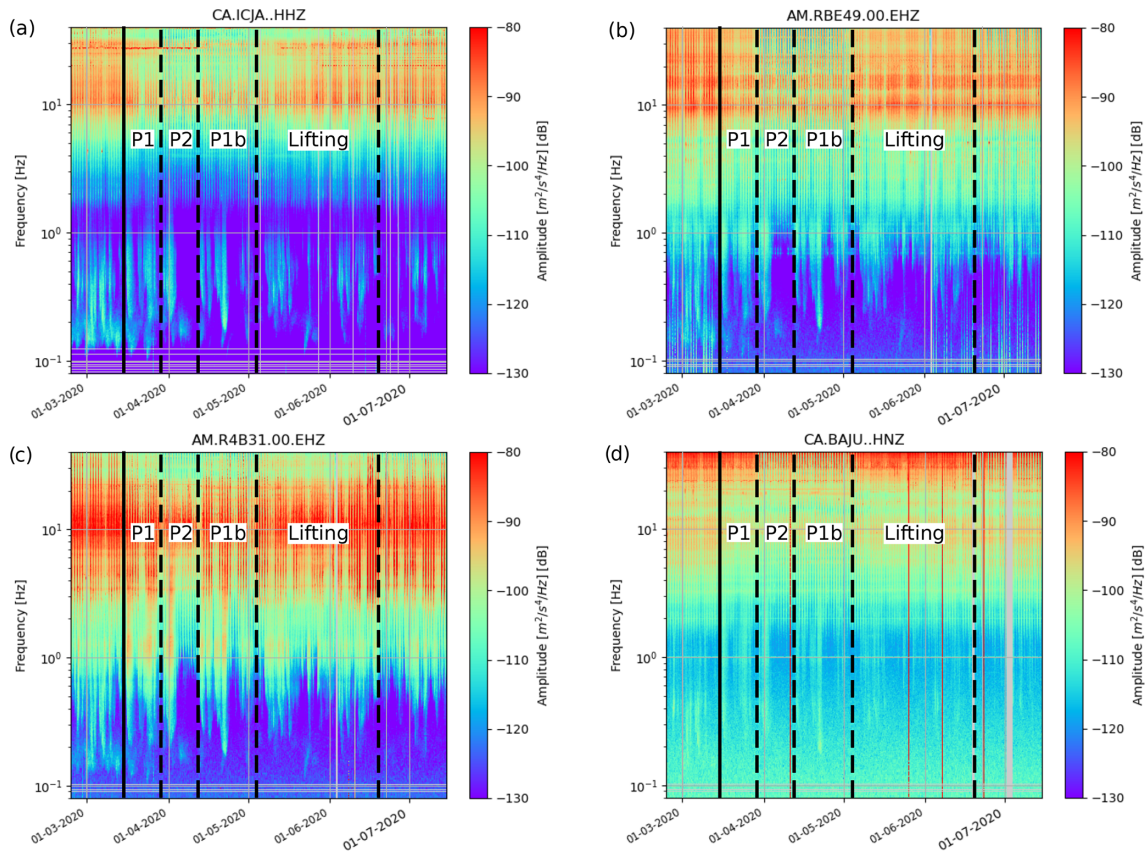 (a)
CA.ICJA..HHZ
Frequency [Hz]
10¹
10⁰
10⁻¹
P1 P2 P1b Lifting
01-03-2020 01-04-2020 01-05-2020 01-06-2020 01-07-2020
−80
−90
−100
−110
−120
−130
Amplitude [m²/s⁴/Hz] [dB]
(b)
AM.RBE49.00.EHZ
Frequency [Hz]
10¹
10⁰
10⁻¹
P1 P2 P1b Lifting
01-03-2020 01-04-2020 01-05-2020 01-06-2020 01-07-2020
−80
−90
−100
−110
−120
−130
Amplitude [m²/s⁴/Hz] [dB]
(c)
AM.R4B31.00.EHZ
Frequency [Hz]
10¹
10⁰
10⁻¹
P1 P2 P1b Lifting
01-03-2020 01-04-2020 01-05-2020 01-06-2020 01-07-2020
−80
−90
−100
−110
−120
−130
Amplitude [m²/s⁴/Hz] [dB]
(d)
CA.BAJU..HNZ
Frequency [Hz]
10¹
10⁰
10⁻¹
P1 P2 P1b Lifting
01-03-2020 01-04-2020 01-05-2020 01-06-2020 01-07-2020
−80
−90
−100
−110
−120
−130
Amplitude [m²/s⁴/Hz] [dB]